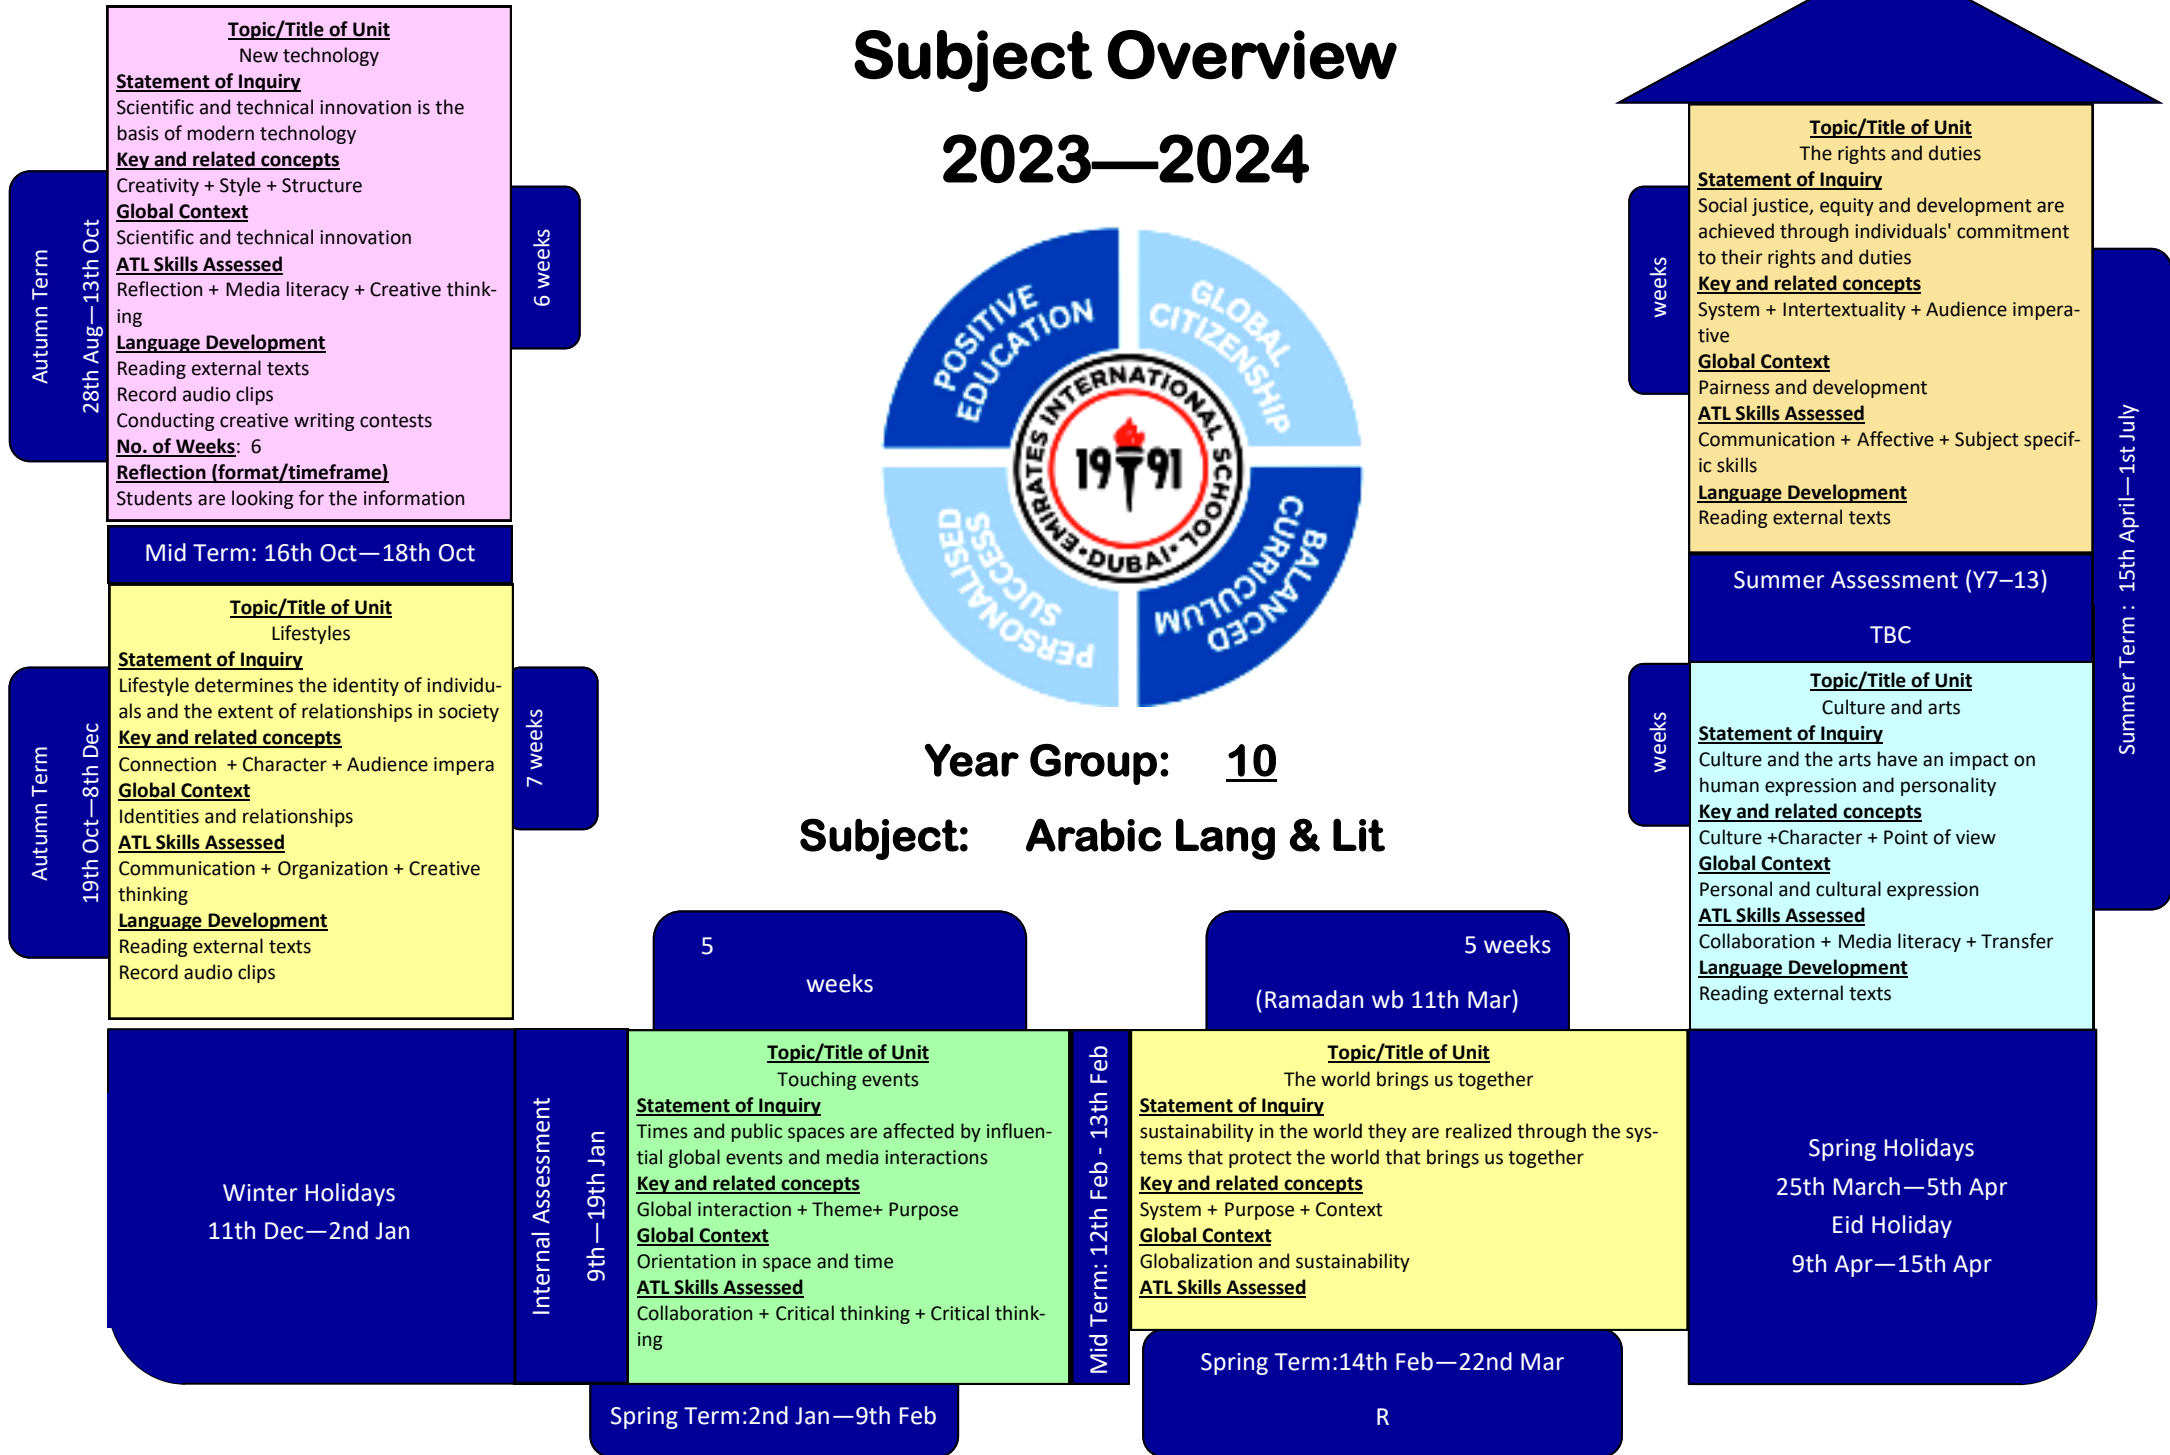 Subject Overview
2023—2024
POSITIVE
EDUCATION
GLOBAL
CITIZENSHIP
PERSONALISED
SUCCESS
BALANCED
CURRICULUM
EMIRATES INTERNATIONAL SCHOOL
•DUBAI•
19 91
Year Group: 10
Subject: Arabic Lang & Lit
Autumn Term
28th Aug—13th Oct
Topic/Title of Unit
New technology
Statement of Inquiry
Scientific and technical innovation is the
basis of modern technology
Key and related concepts
Creativity + Style + Structure
Global Context
Scientific and technical innovation
ATL Skills Assessed
Reflection + Media literacy + Creative think-
ing
Language Development
Reading external texts
Record audio clips
Conducting creative writing contests
No. of Weeks:  6
Reflection (format/timeframe)
Students are looking for the information
6 weeks
Mid Term: 16th Oct—18th Oct
Autumn Term
19th Oct—8th Dec
Topic/Title of Unit
Lifestyles
Statement of Inquiry
Lifestyle determines the identity of individu-
als and the extent of relationships in society
Key and related concepts
Connection  + Character + Audience impera
Global Context
Identities and relationships
ATL Skills Assessed
Communication + Organization + Creative
thinking
Language Development
Reading external texts
Record audio clips
7 weeks
Winter Holidays
11th Dec—2nd Jan
Internal Assessment
9th—19th Jan
5
weeks
Topic/Title of Unit
Touching events
Statement of Inquiry
Times and public spaces are affected by influen-
tial global events and media interactions
Key and related concepts
Global interaction + Theme+ Purpose
Global Context
Orientation in space and time
ATL Skills Assessed
Collaboration + Critical thinking + Critical think-
ing
Spring Term:2nd Jan—9th Feb
Mid Term: 12th Feb - 13th Feb
5 weeks
(Ramadan wb 11th Mar)
Topic/Title of Unit
The world brings us together
Statement of Inquiry
sustainability in the world they are realized through the sys-
tems that protect the world that brings us together
Key and related concepts
System + Purpose + Context
Global Context
Globalization and sustainability
ATL Skills Assessed
Spring Term:14th Feb—22nd Mar
R
Spring Holidays
25th March—5th Apr
Eid Holiday
9th Apr—15th Apr
weeks
Topic/Title of Unit
Culture and arts
Statement of Inquiry
Culture and the arts have an impact on
human expression and personality
Key and related concepts
Culture +Character + Point of view
Global Context
Personal and cultural expression
ATL Skills Assessed
Collaboration + Media literacy + Transfer
Language Development
Reading external texts
Summer Assessment (Y7–13)
TBC
weeks
Topic/Title of Unit
The rights and duties
Statement of Inquiry
Social justice, equity and development are
achieved through individuals' commitment
to their rights and duties
Key and related concepts
System + Intertextuality + Audience impera-
tive
Global Context
Pairness and development
ATL Skills Assessed
Communication + Affective + Subject specif-
ic skills
Language Development
Reading external texts
Summer Term :  15th April—1st July